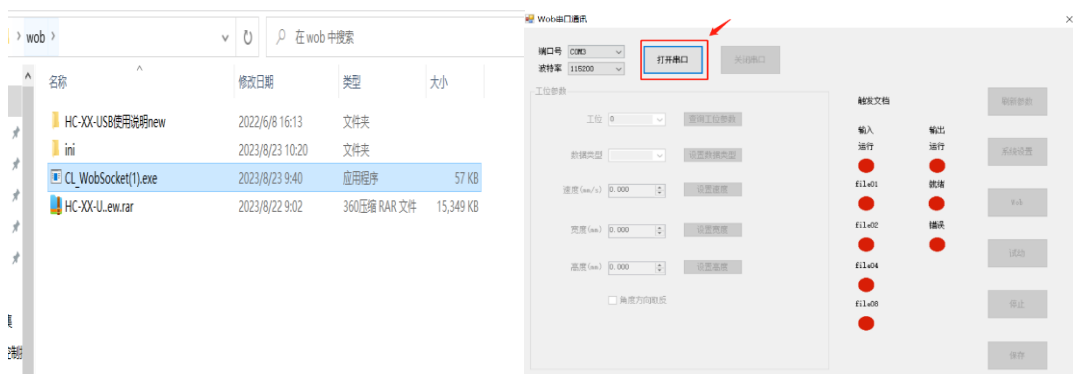 wob
在 wob 中搜索
名称 修改日期 类型 大小
HC-XX-USB使用说明new 2022/6/8 16:13 文件夹
ini 2023/8/23 10:20 文件夹
CL_WobSocket(1).exe 2023/8/23 9:40 应用程序 57 KB
HC-XX-U..ew.rar 2023/8/22 9:02 360压缩 RAR 文件 15,349 KB
Wob串口通讯
端口号 COM3 打开串口 关闭串口
波特率 115200
工位参数
工位 0 查询工位参数
数据类型 设置数据类型
速度(mm/s) 0.000 设置速度
宽度(mm) 0.000 设置宽度
高度(mm) 0.000 设置高度
角度方向取反
触发文档
输入 输出
运行 运行
file01 就绪
file02 错误
file04
file08
刷新参数
系统设置
Wob
试动
停止
保存